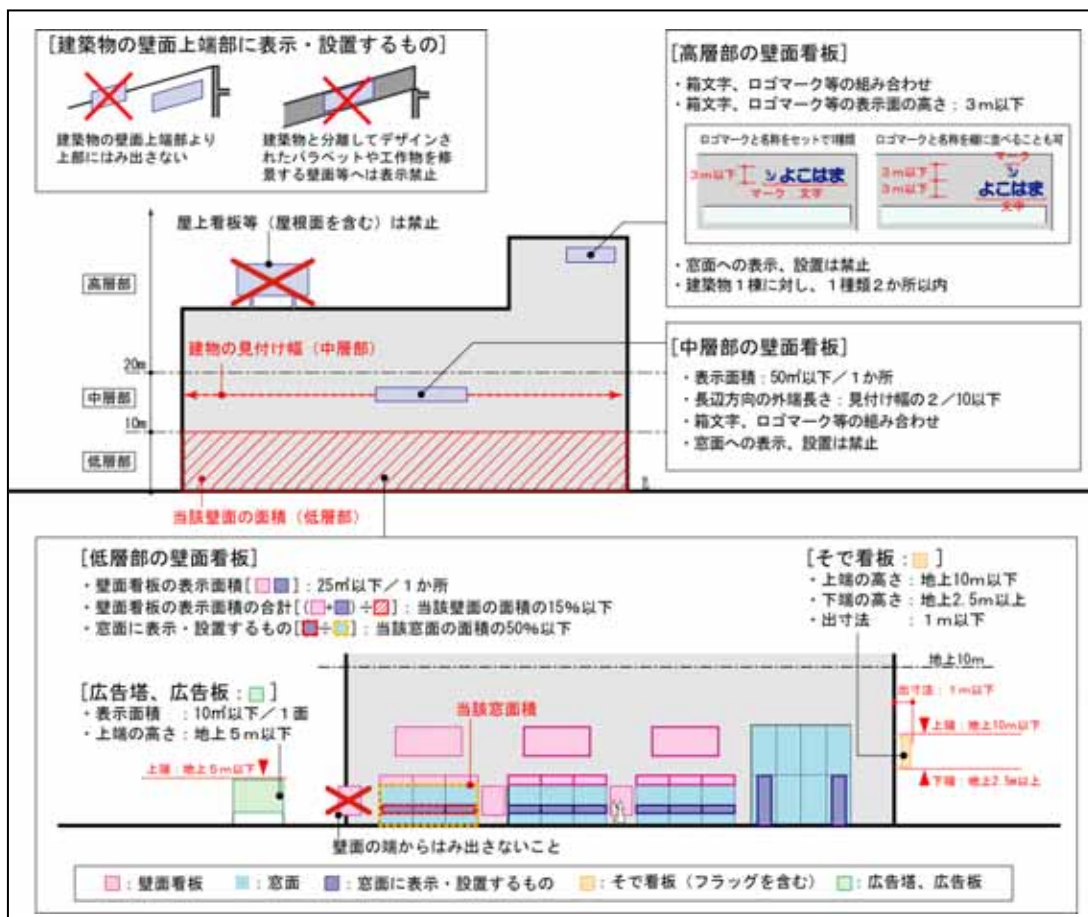 [建築物の壁面上端部に表示・設置するもの]
建築物の壁面上端部より
上部にはみ出さない
建築物と分離してデザインさ
れたパラペットや工作物を修
景する壁面等へは表示禁止
[高層部の壁面看板]
・箱文字、ロゴマーク等の組み合わせ
・箱文字、ロゴマーク等の表示面の高さ：３ｍ以下
ロゴマークと名称をセットで1種類
3ｍ以下
よこはま
マーク 文字
ロゴマークと名称を縦に並べることも可
マーク
3ｍ以下
3ｍ以下
よこはま
文字
・窓面への表示、設置は禁止
・建築物１棟に対し、１種類２か所以内
屋上看板等（屋根面を含む）は禁止
高層部
建物の見付け幅（中層部）
20m
中層部
10m
低層部
[中層部の壁面看板]
・表示面積：50㎡以下／１か所
・長辺方向の外端長さ：見付け幅の２／10以下
・箱文字、ロゴマーク等の組み合わせ
・窓面への表示、設置は禁止
当該壁面の面積（低層部）
[低層部の壁面看板]
・壁面看板の表示面積[ ]：25㎡以下／１か所
・壁面看板の表示面積の合計[( + )÷ ]：当該壁面の面積の15％以下
・窓面に表示・設置するもの[ ÷ ]：当該窓面の面積の50％以下
[そで看板： ]
・上端の高さ：地上10ｍ以下
・下端の高さ：地上2.5ｍ以上
・出寸法　：１ｍ以下
地上10m
[広告塔、広告板： ]
・表示面積　：10㎡以下／１面
・上端の高さ：地上５ｍ以下
当該窓面積
出寸法：1ｍ以下
上端：地上10m以下
下端：地上2.5m以上
上端：地上５ｍ以下
壁面の端からはみ出さないこと
：壁面看板 ：窓面 ：窓面に表示・設置するもの ：そで看板（フラッグを含む） ：広告塔、広告板